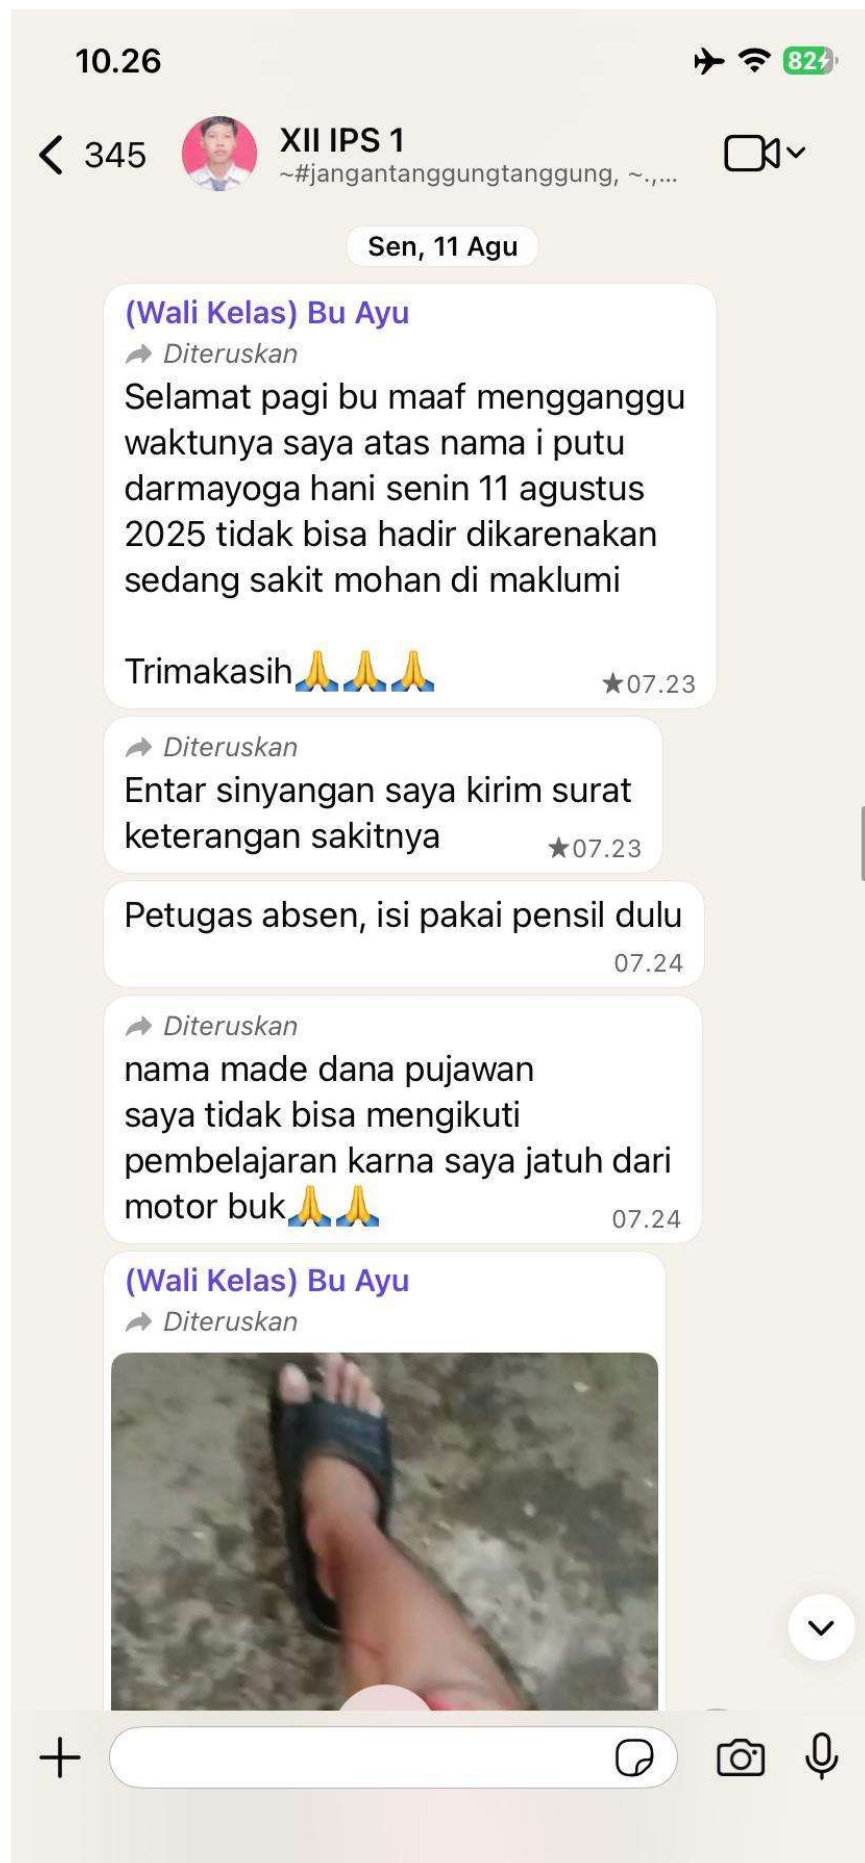 10.26
82
345
XII IPS 1
~#jangantanggungtanggung, ~.,...
Sen, 11 Agu
(Wali Kelas) Bu Ayu
Diteruskan
Selamat pagi bu maaf mengganggu
waktunya saya atas nama i putu
darmayoga hani senin 11 agustus
2025 tidak bisa hadir dikarenakan
sedang sakit mohan di maklumi
Trimakasih🙏🙏🙏
★07.23
Diteruskan
Entar sinyangan saya kirim surat
keterangan sakitnya
★07.23
Petugas absen, isi pakai pensil dulu
07.24
Diteruskan
nama made dana pujawan
saya tidak bisa mengikuti
pembelajaran karna saya jatuh dari
motor buk🙏🙏
07.24
(Wali Kelas) Bu Ayu
Diteruskan